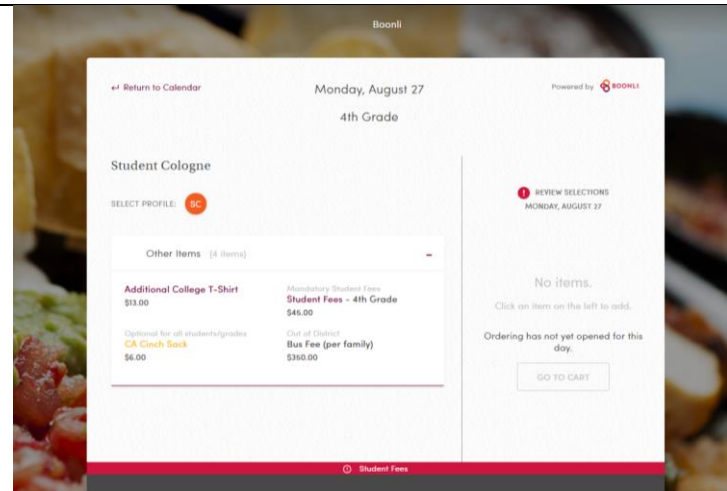 Boonli
↵ Return to Calendar
Monday, August 27
4th Grade
Powered by BOONLI
Student Cologne
SELECT PROFILE: SC
Other Items (4 items)
Additional College T-Shirt
$13.00
Mandatory Student Fees
Student Fees - 4th Grade
$45.00
Optional for all students/grades
CA Cinch Sack
$6.00
Out of District
Bus Fee (per family)
$350.00
REVIEW SELECTIONS
MONDAY, AUGUST 27
No items.
Click an item on the left to add.
Ordering has not yet opened for this
day.
GO TO CART
Student Fees